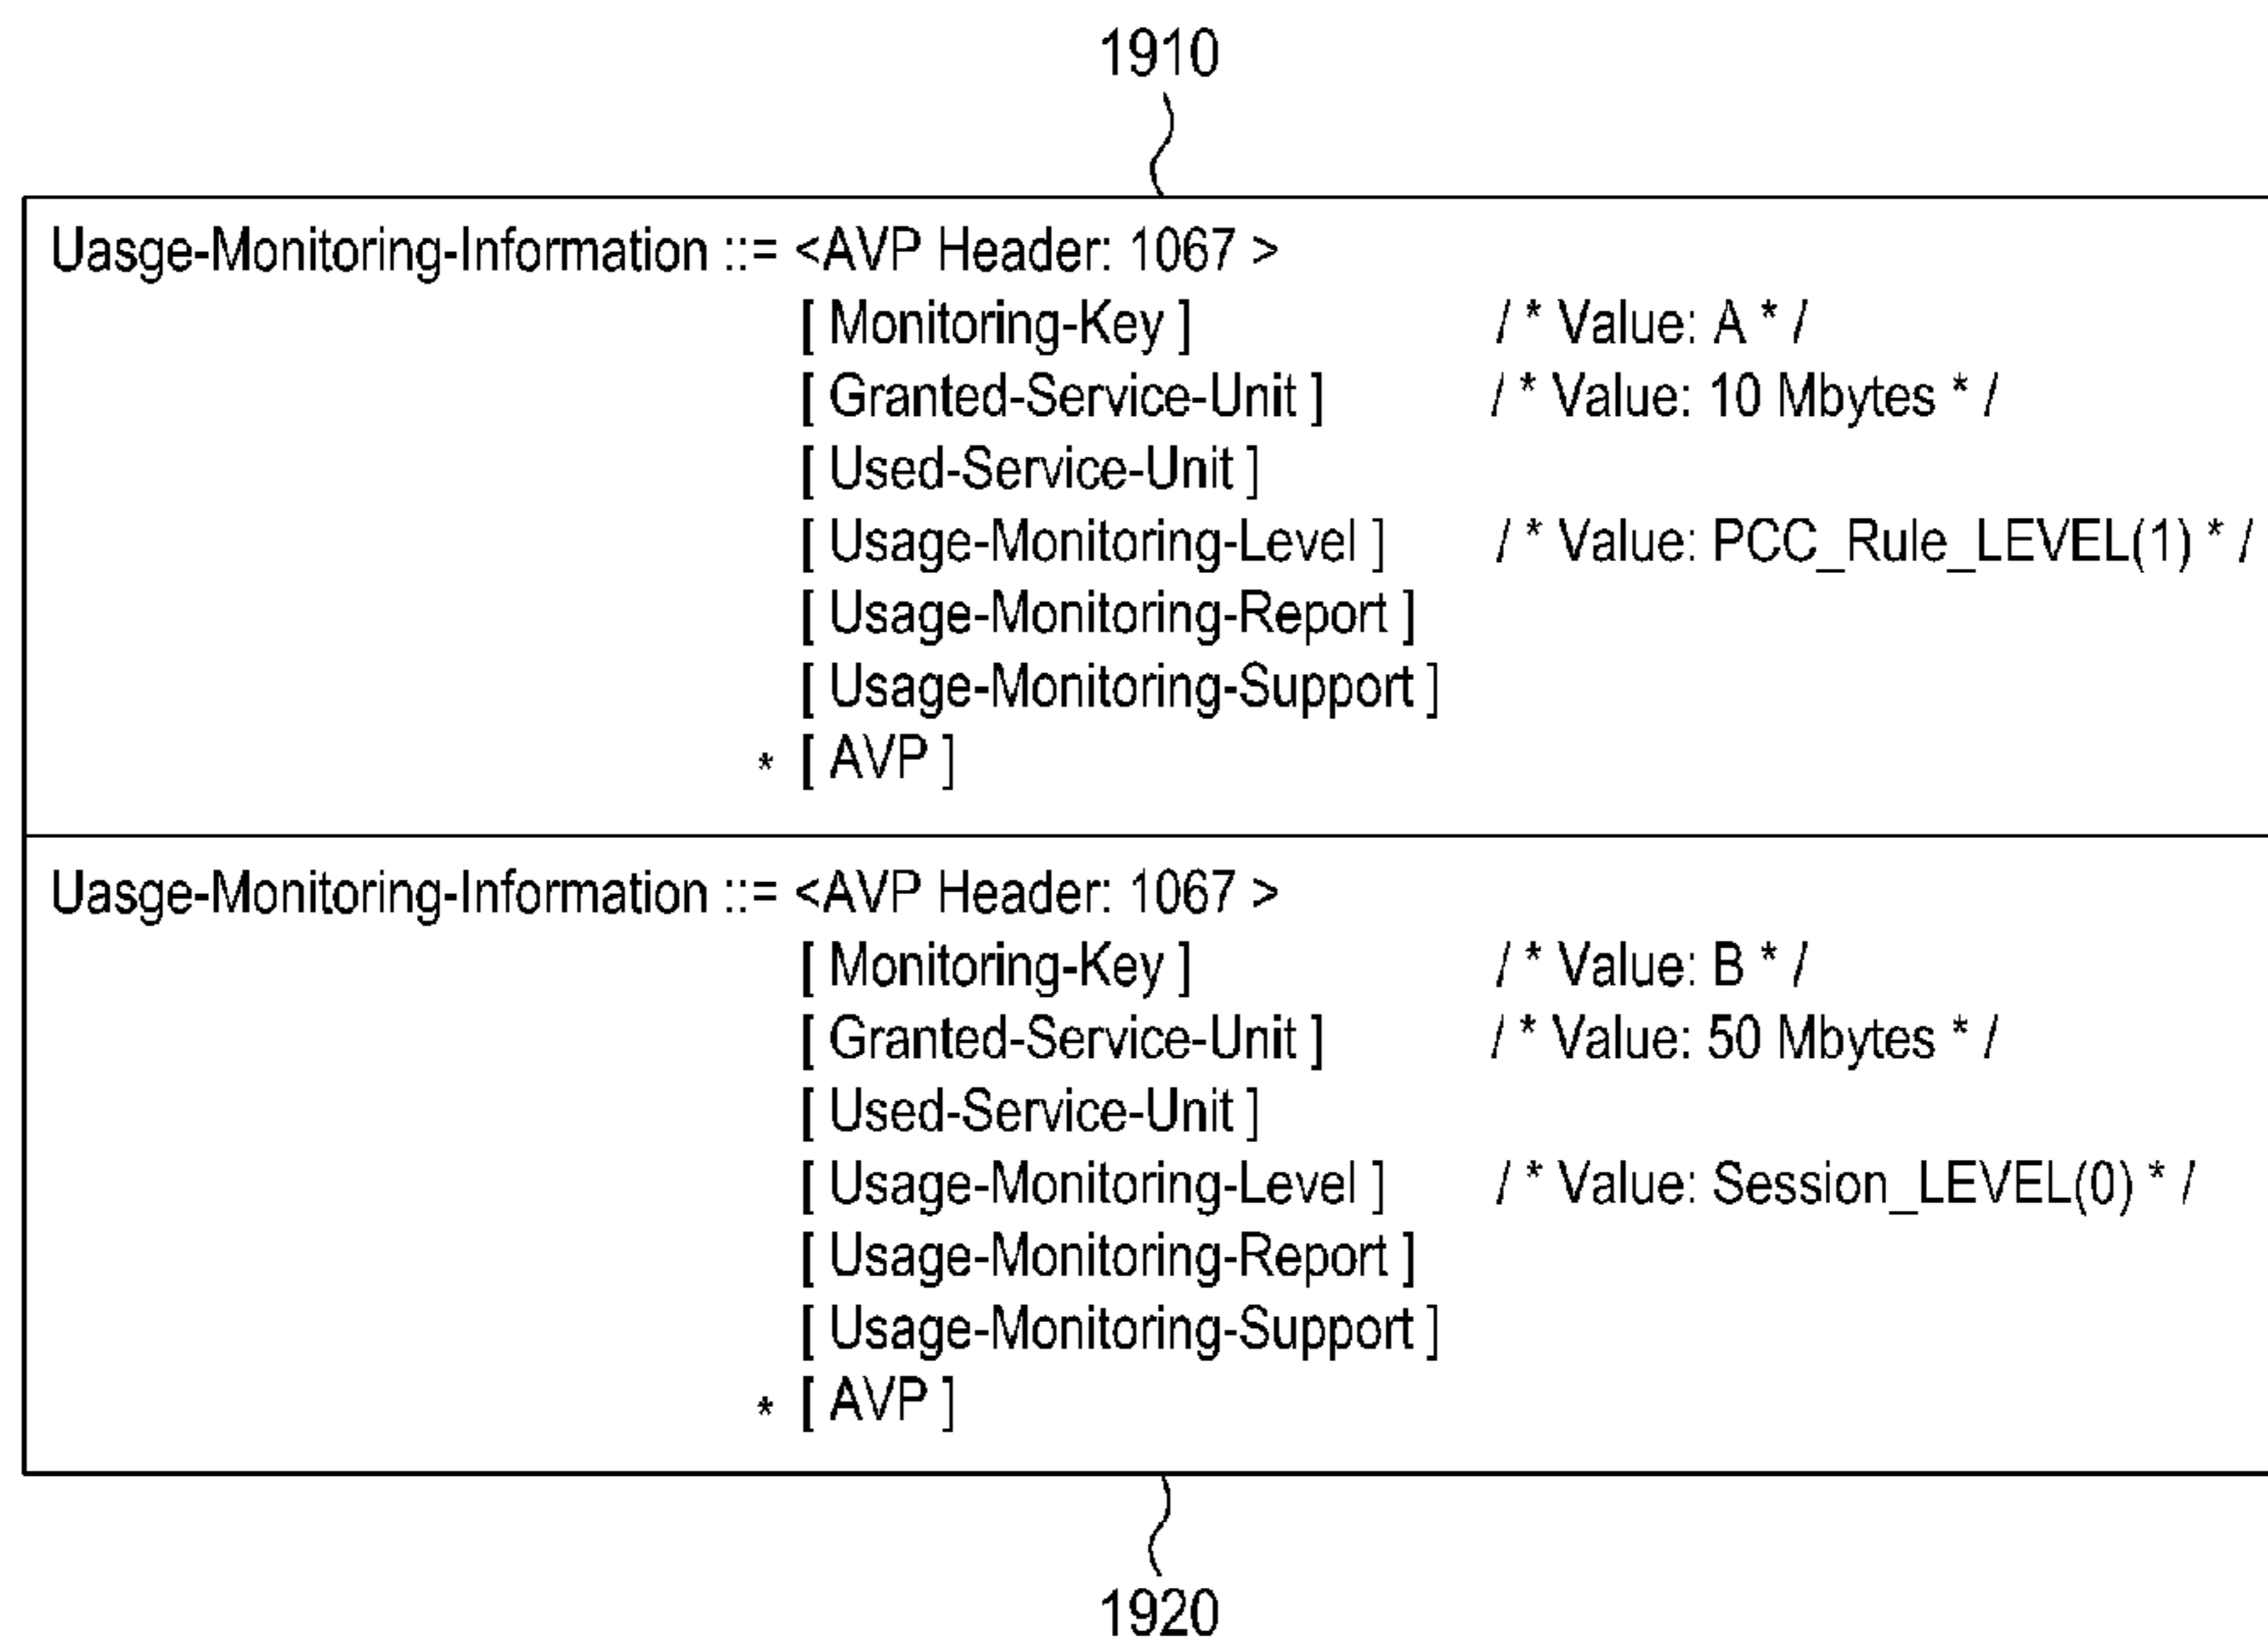 1910
Uasge-Monitoring-Information ::= <AVP Header: 1067 >
[ Monitoring-Key ] / * Value: A * /
[ Granted-Service-Unit ] / * Value: 10 Mbytes * /
[ Used-Service-Unit ]
[ Usage-Monitoring-Level ] / * Value: PCC_Rule_LEVEL(1) * /
[ Usage-Monitoring-Report ]
[ Usage-Monitoring-Support ]
* [ AVP ]
Uasge-Monitoring-Information ::= <AVP Header: 1067 >
[ Monitoring-Key ] / * Value: B * /
[ Granted-Service-Unit ] / * Value: 50 Mbytes * /
[ Used-Service-Unit ]
[ Usage-Monitoring-Level ] / * Value: Session_LEVEL(0) * /
[ Usage-Monitoring-Report ]
[ Usage-Monitoring-Support ]
* [ AVP ]
1920